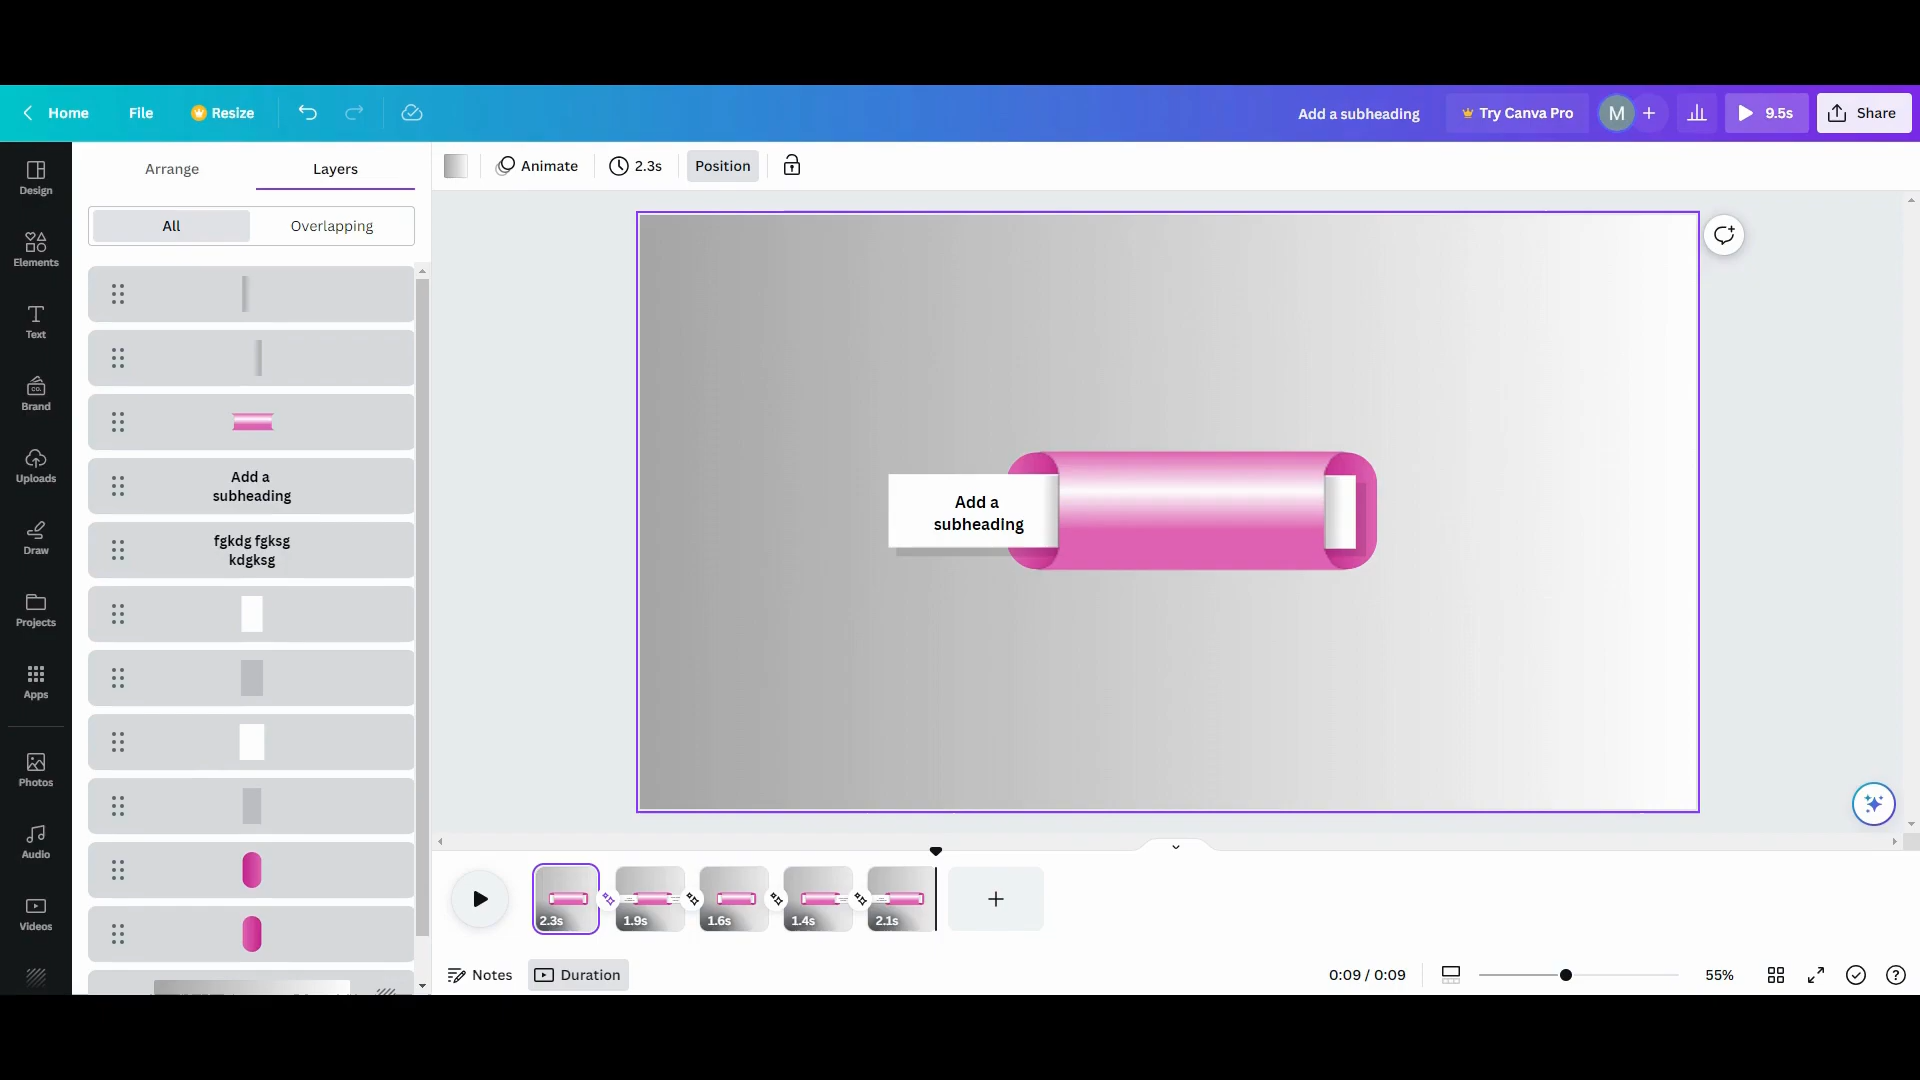 Home
File
Resize
Add a subheading
Try Canva Pro
M
9.5s
Share
Design
Elements
Text
Brand
Uploads
Draw
Projects
Apps
Photos
Audio
Videos
Arrange
Layers
All
Overlapping
Add a
subheading
fgkdg fgksg
kdgksg
Animate
2.3s
Position
Add a
subheading
2.3s
1.9s
1.6s
1.4s
2.1s
Notes
Duration
0:09 / 0:09
55%